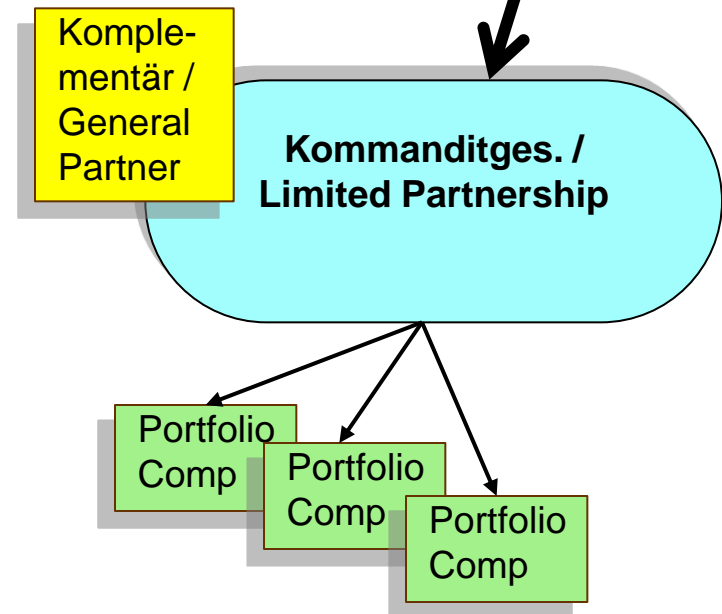 Komple-
mentär /
General
Partner
Kommanditges. /
Limited Partnership
Portfolio
Comp
Portfolio
Comp
Portfolio
Comp